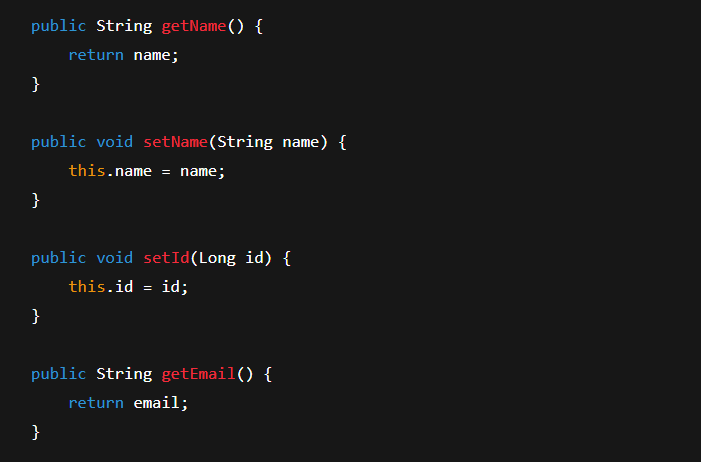 public String getName() {
    return name;
}

public void setName(String name) {
    this.name = name;
}

public void setId(Long id) {
    this.id = id;
}

public String getEmail() {
    return email;
}